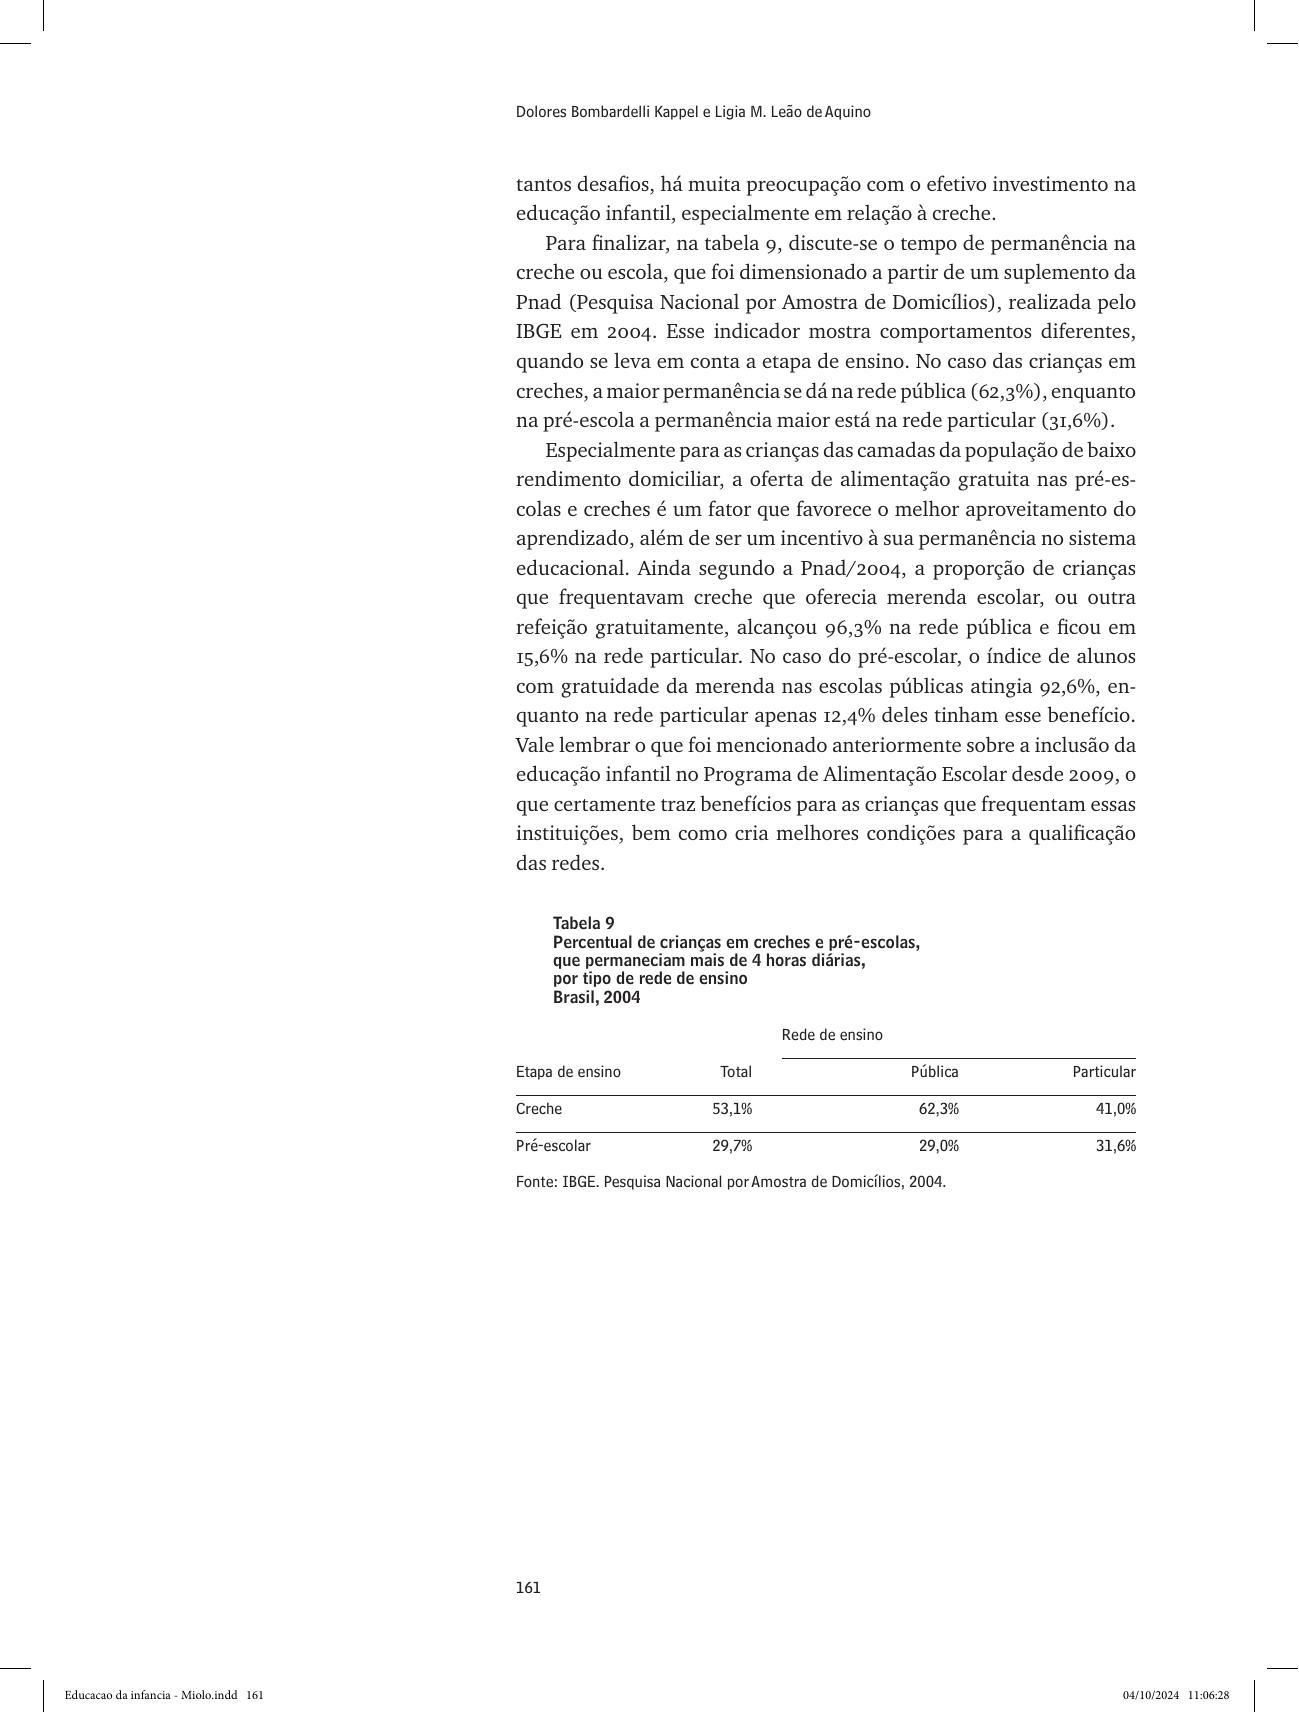 Dolores Bombardelli Kappel e Ligia M. Leão de Aquino
tantos desafios, há muita preocupação com o efetivo investimento na
educação infantil, especialmente em relação à creche.
Para finalizar, na tabela 9, discute-se o tempo de permanência na
creche ou escola, que foi dimensionado a partir de um suplemento da
Pnad (Pesquisa Nacional por Amostra de Domicílios), realizada pelo
IBGE em 2004. Esse indicador mostra comportamentos diferentes,
quando se leva em conta a etapa de ensino. No caso das crianças em
creches, a maior permanência se dá na rede pública (62,3%), enquanto
na pré-escola a permanência maior está na rede particular (31,6%).
Especialmente para as crianças das camadas da população de baixo
rendimento domiciliar, a oferta de alimentação gratuita nas pré-es-
colas e creches é um fator que favorece o melhor aproveitamento do
aprendizado, além de ser um incentivo à sua permanência no sistema
educacional. Ainda segundo a Pnad/2004, a proporção de crianças
que frequentavam creche que oferecia merenda escolar, ou outra
refeição gratuitamente, alcançou 96,3% na rede pública e ficou em
15,6% na rede particular. No caso do pré-escolar, o índice de alunos
com gratuidade da merenda nas escolas públicas atingia 92,6%, en-
quanto na rede particular apenas 12,4% deles tinham esse benefício.
Vale lembrar o que foi mencionado anteriormente sobre a inclusão da
educação infantil no Programa de Alimentação Escolar desde 2009, o
que certamente traz benefícios para as crianças que frequentam essas
instituições, bem como cria melhores condições para a qualificação
das redes.
Tabela 9
Percentual de crianças em creches e pré-escolas,
que permaneciam mais de 4 horas diárias,
por tipo de rede de ensino
Brasil, 2004
Rede de ensino
Etapa de ensino Total Pública Particular
Creche 53,1% 62,3% 41,0%
Pré-escolar 29,7% 29,0% 31,6%
Fonte: IBGE. Pesquisa Nacional por Amostra de Domicílios, 2004.
161
Educacao da infancia - Miolo.indd 161 04/10/2024 11:06:28